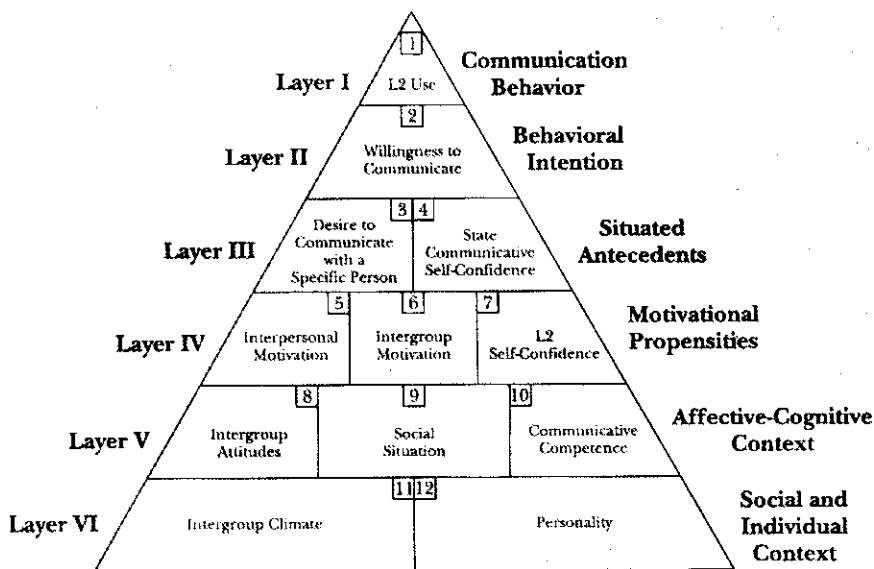 1
Layer I
L2 Use
Communication
Behavior
2
Layer II
Willingness to
Communicate
Behavioral
Intention
3 4
Layer III
Desire to
Communicate
with a
Specific Person
State
Communicative
Self-Confidence
Situated
Antecedents
5 6 7
Layer IV
Interpersonal
Motivation
Intergroup
Motivation
L2
Self-Confidence
Motivational
Propensities
8 9 10
Layer V
Intergroup
Attitudes
Social
Situation
Communicative
Competence
Affective-Cognitive
Context
11 12
Layer VI
Intergroup Climate
Personality
Social and
Individual
Context